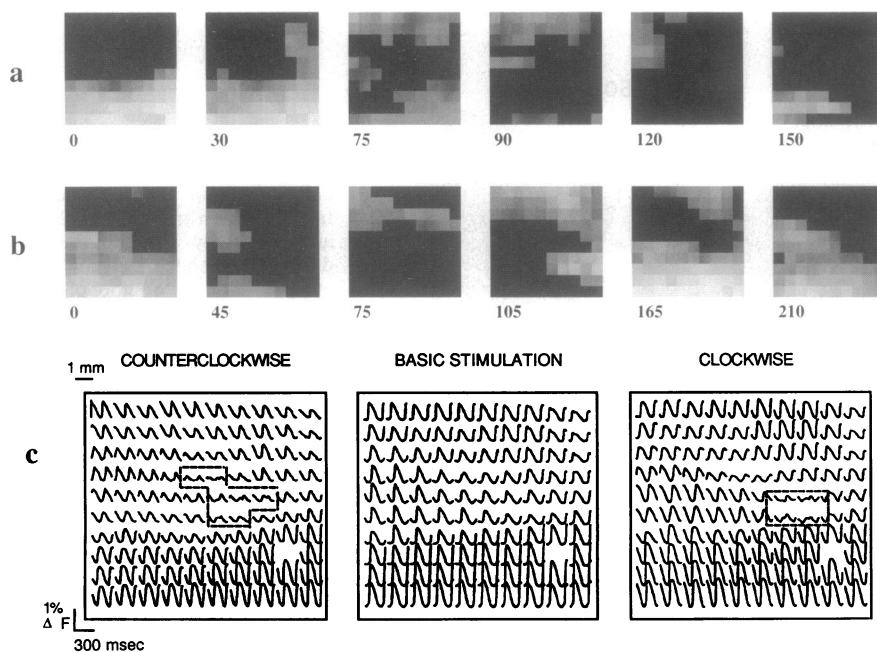 a
0 30 75 90 120 150
b
0 45 75 105 165 210
COUNTERCLOCKWISE BASIC STIMULATION CLOCKWISE
1 mm
c
1%
Δ F
300 msec